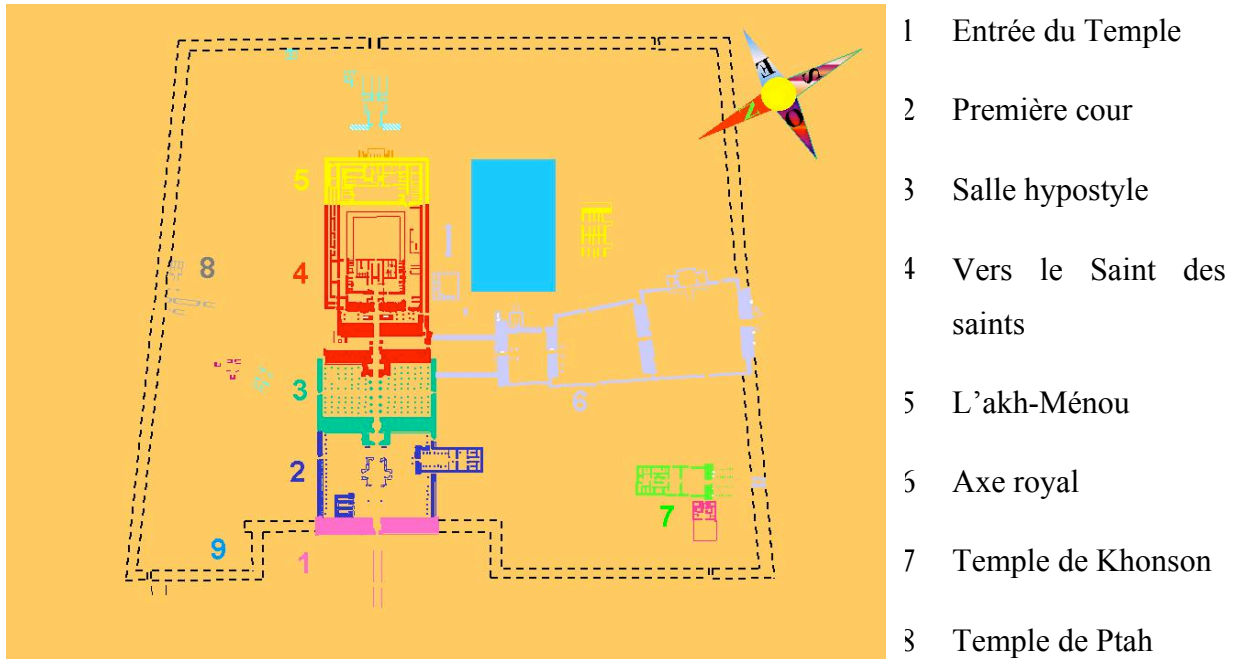 E
S
O
5
8
4
3
6
2
7
9
1
1 Entrée du Temple
2 Première cour
3 Salle hypostyle
4 Vers le Saint des
saints
5 L’akh-Ménou
6 Axe royal
7 Temple de Khonson
8 Temple de Ptah